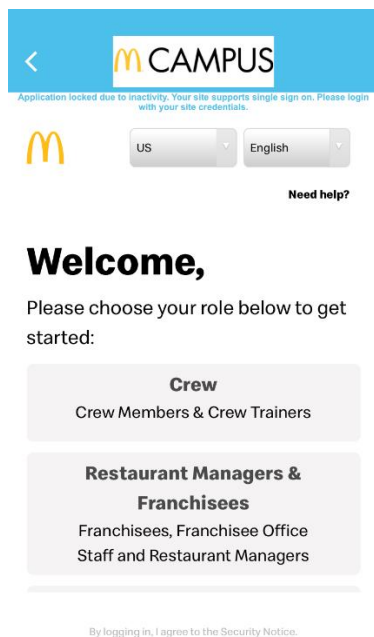 CAMPUS
Application locked due to inactivity. Your site supports single sign on. Please login
with your site credentials.
US
English
Need help?
Welcome,
Please choose your role below to get
started:
Crew
Crew Members & Crew Trainers
Restaurant Managers &
Franchisees
Franchisees, Franchisee Office
Staff and Restaurant Managers
By logging in, I agree to the Security Notice.